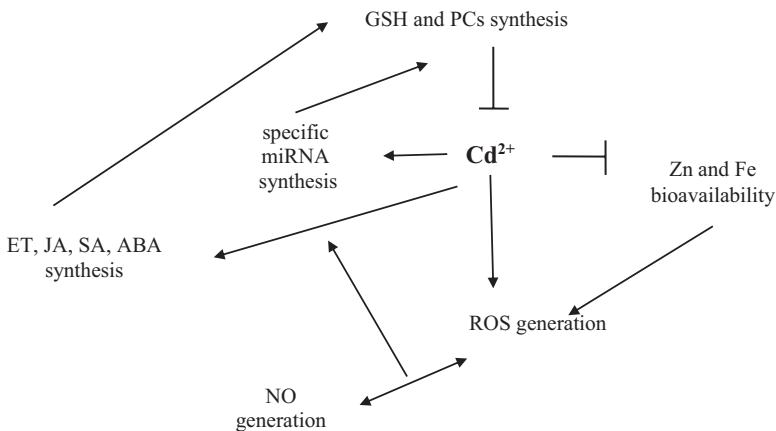 GSH and PCs synthesis
specific
miRNA
synthesis
Cd²⁺
Zn and Fe
bioavailability
ET, JA, SA, ABA
synthesis
ROS generation
NO
generation